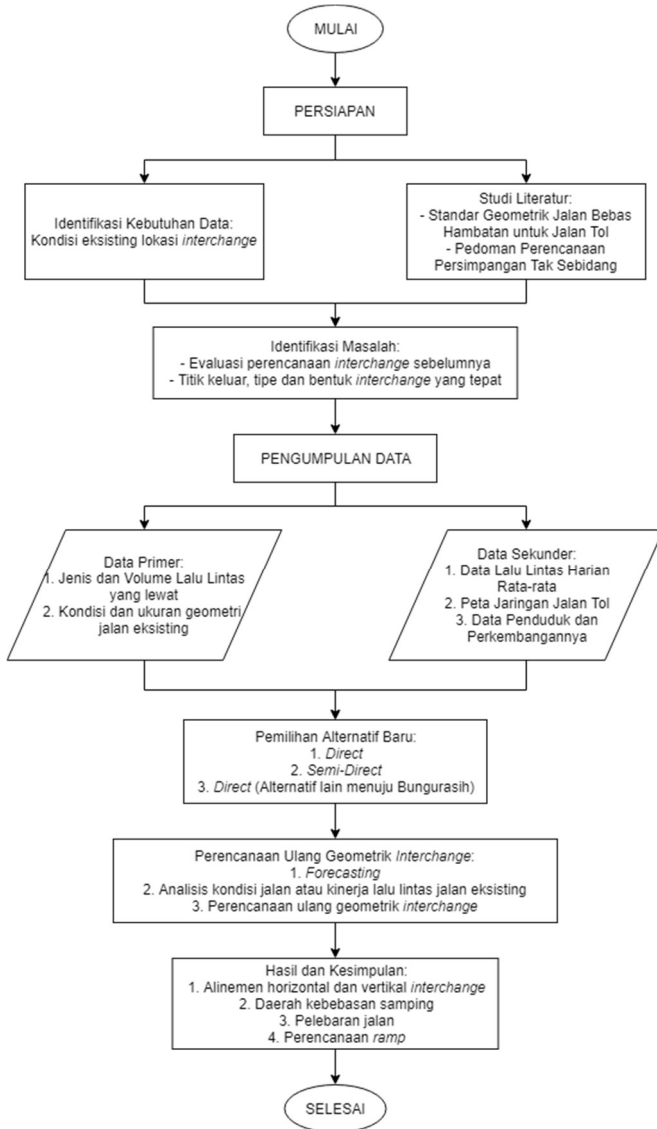 MULAI
PERSIAPAN
Identifikasi Kebutuhan Data:
Kondisi eksisting lokasi interchange
Studi Literatur:
- Standar Geometrik Jalan Bebas
Hambatan untuk Jalan Tol
- Pedoman Perencanaan
Persimpangan Tak Sebidang
Identifikasi Masalah:
- Evaluasi perencanaan interchange sebelumnya
- Titik keluar, tipe dan bentuk interchange yang tepat
PENGUMPULAN DATA
Data Primer:
1. Jenis dan Volume Lalu Lintas
yang lewat
2. Kondisi dan ukuran geometri
jalan eksisting
Data Sekunder:
1. Data Lalu Lintas Harian
Rata-rata
2. Peta Jaringan Jalan Tol
3. Data Penduduk dan
Perkembangannya
Pemilihan Alternatif Baru:
1. Direct
2. Semi-Direct
3. Direct (Alternatif lain menuju Bungurasih)
Perencanaan Ulang Geometrik Interchange:
1. Forecasting
2. Analisis kondisi jalan atau kinerja lalu lintas jalan eksisting
3. Perencanaan ulang geometrik interchange
Hasil dan Kesimpulan:
1. Alinemen horizontal dan vertikal interchange
2. Daerah kebebasan samping
3. Pelebaran jalan
4. Perencanaan ramp
SELESAI